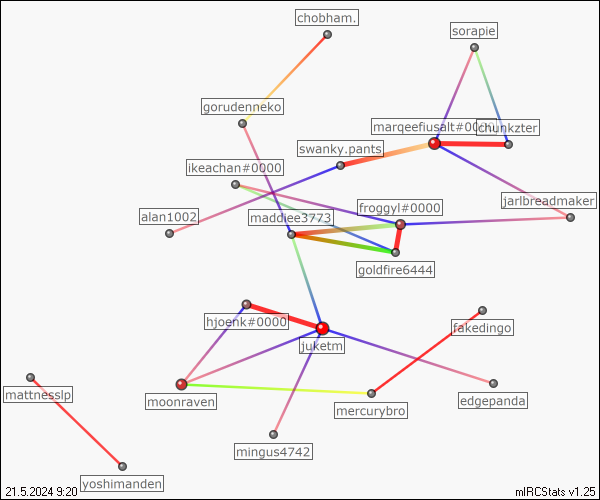 chobham.
sorapie
gorudenneko
marqeefiusalt#0000
chunkzter
swanky.pants
ikeachan#0000
jarlbreadmaker
alan1002
maddiee3773
froggyl#0000
goldfire6444
hjoenk#0000
fakedingo
juketm
mattnesslp
moonraven
mercurybro
edgepanda
mingus4742
yoshimanden
21.5.2024 9:20
mIRCStats v1.25